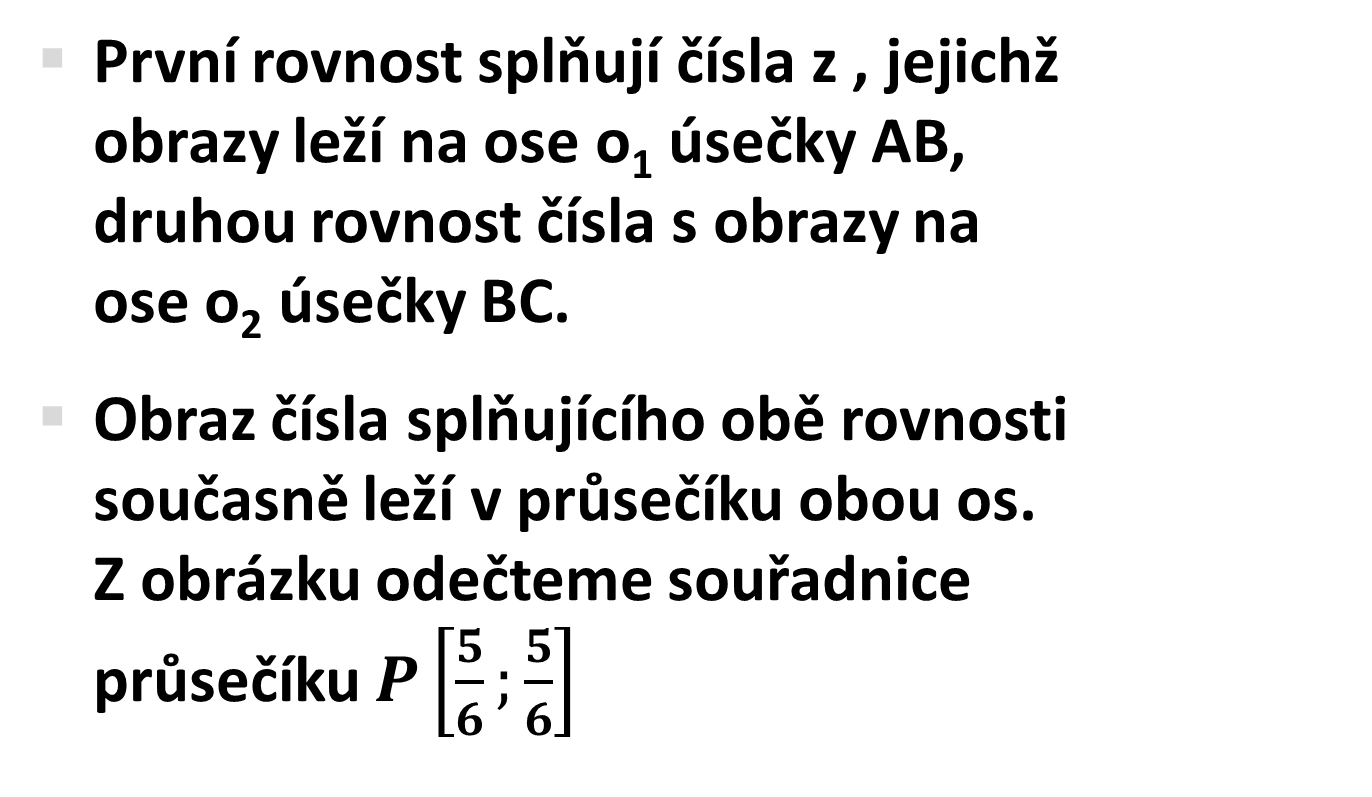 ▪ První rovnost splňují čísla z , jejichž
obrazy leží na ose o₁ úsečky AB,
druhou rovnost čísla s obrazy na
ose o₂ úsečky BC.
▪ Obraz čísla splňujícího obě rovnosti
současně leží v průsečíku obou os.
Z obrázku odečteme souřadnice
průsečíku P [5/6 ; 5/6]